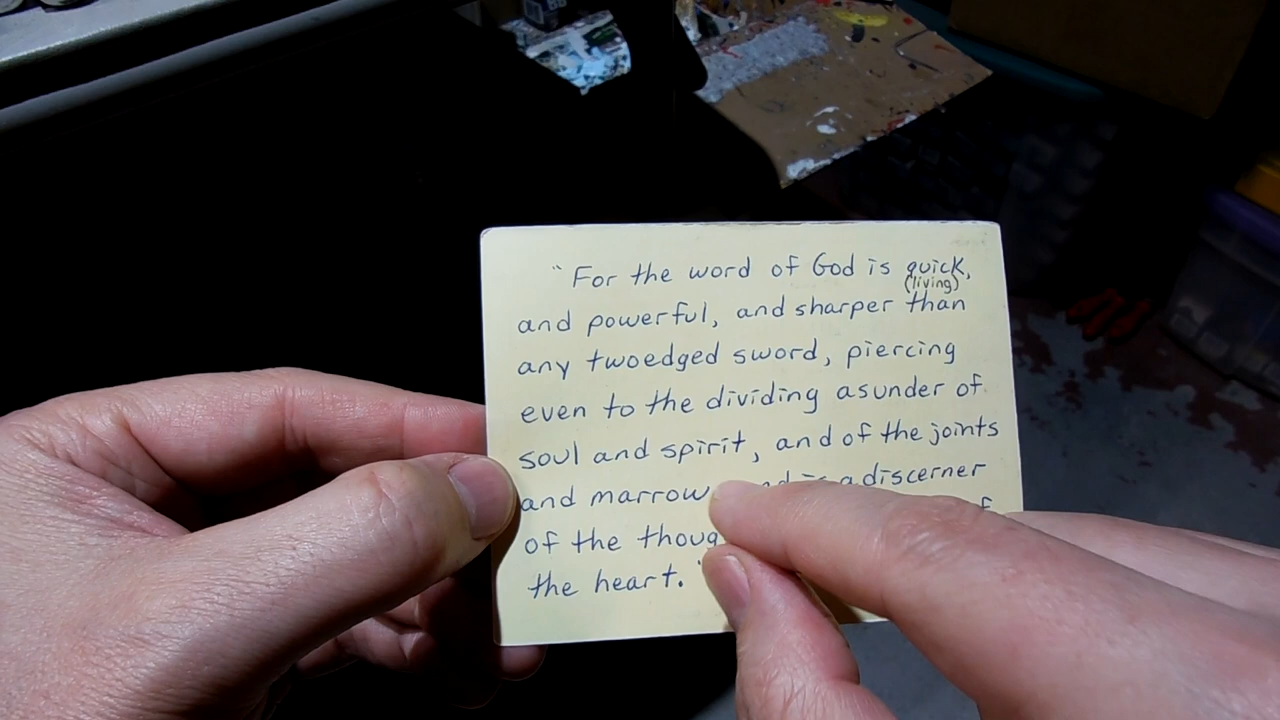 "For the word of God is quick,
(living)
and powerful, and sharper than
any twoedged sword, piercing
even to the dividing asunder of
soul and spirit, and of the joints
and marrow a discerner
of the of
the heart."